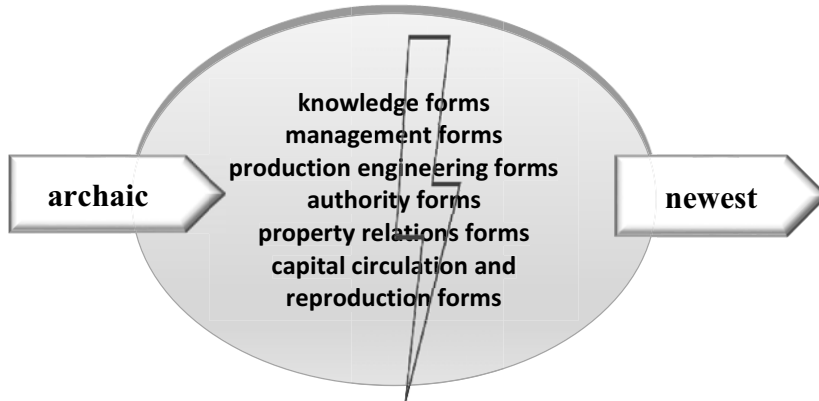 knowledge forms
management forms
production engineering forms
archaic
authority forms
newest
property relations forms
capital circulation and
reproduction forms